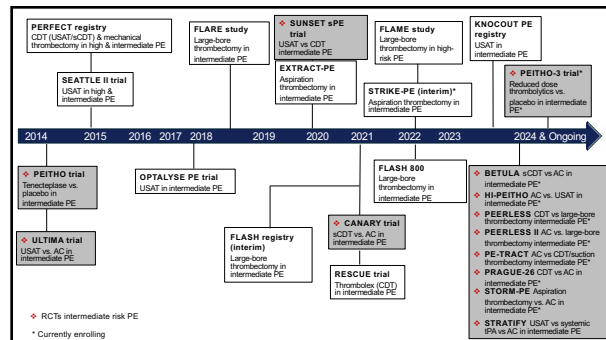 PERFECT registry
CDT (USAT/sCDT) & mechanical
thrombectomy in high & intermediate PE
SEATTLE II trial
USAT in high &
intermediate PE
FLARE study
Large-bore
thrombectomy in
intermediate PE
❖ SUNSET sPE
trial
USAT vs CDT
intermediate PE
EXTRACT-PE
Aspiration
thrombectomy in
intermediate PE
FLAME study
Large-bore
thrombectomy in high-
risk PE
STRIKE-PE (interim)*
Aspiration thrombectomy in
intermediate PE
KNOCKOUT PE
registry
USAT in
intermediate PE
❖ PEITHO-3 trial*
Reduced dose
thrombolytics vs.
placebo in intermediate
PE*
2014 2015 2016 2017 2018 2019 2020 2021 2022 2023 2024 & Ongoing
❖ PEITHO trial
Tenecteplase vs.
placebo in
intermediate PE
❖ ULTIMA trial
USAT vs. AC in
intermediate PE
OPTALYSE PE trial
USAT in intermediate PE
FLASH registry
(interim)
Large-bore
thrombectomy in
intermediate PE
❖ CANARY trial
sCDT vs AC in
intermediate PE
RESCUE trial
Thrombolex (CDT)
in intermediate PE
FLASH 800
Large-bore
thrombectomy in
intermediate PE
❖ BETULA sCDT vs AC in
intermediate PE*
❖ HI-PEITHO AC vs. USAT in
intermediate PE*
❖ PEERLESS CDT vs large-bore
thrombectomy intermediate PE*
❖ PEERLESS II AC vs. large-bore
thrombectomy intermediate PE*
❖ PE-TRACT AC vs CDT/suction
thrombectomy intermediate PE*
❖ PRAGUE-26 CDT vs AC in
intermediate PE*
❖ STORM-PE Aspiration
thrombectomy vs. AC in
intermediate PE*
❖ STRATIFY USAT vs systemic
tPA vs AC in intermediate PE
❖ RCTs intermediate risk PE
* Currently enrolling